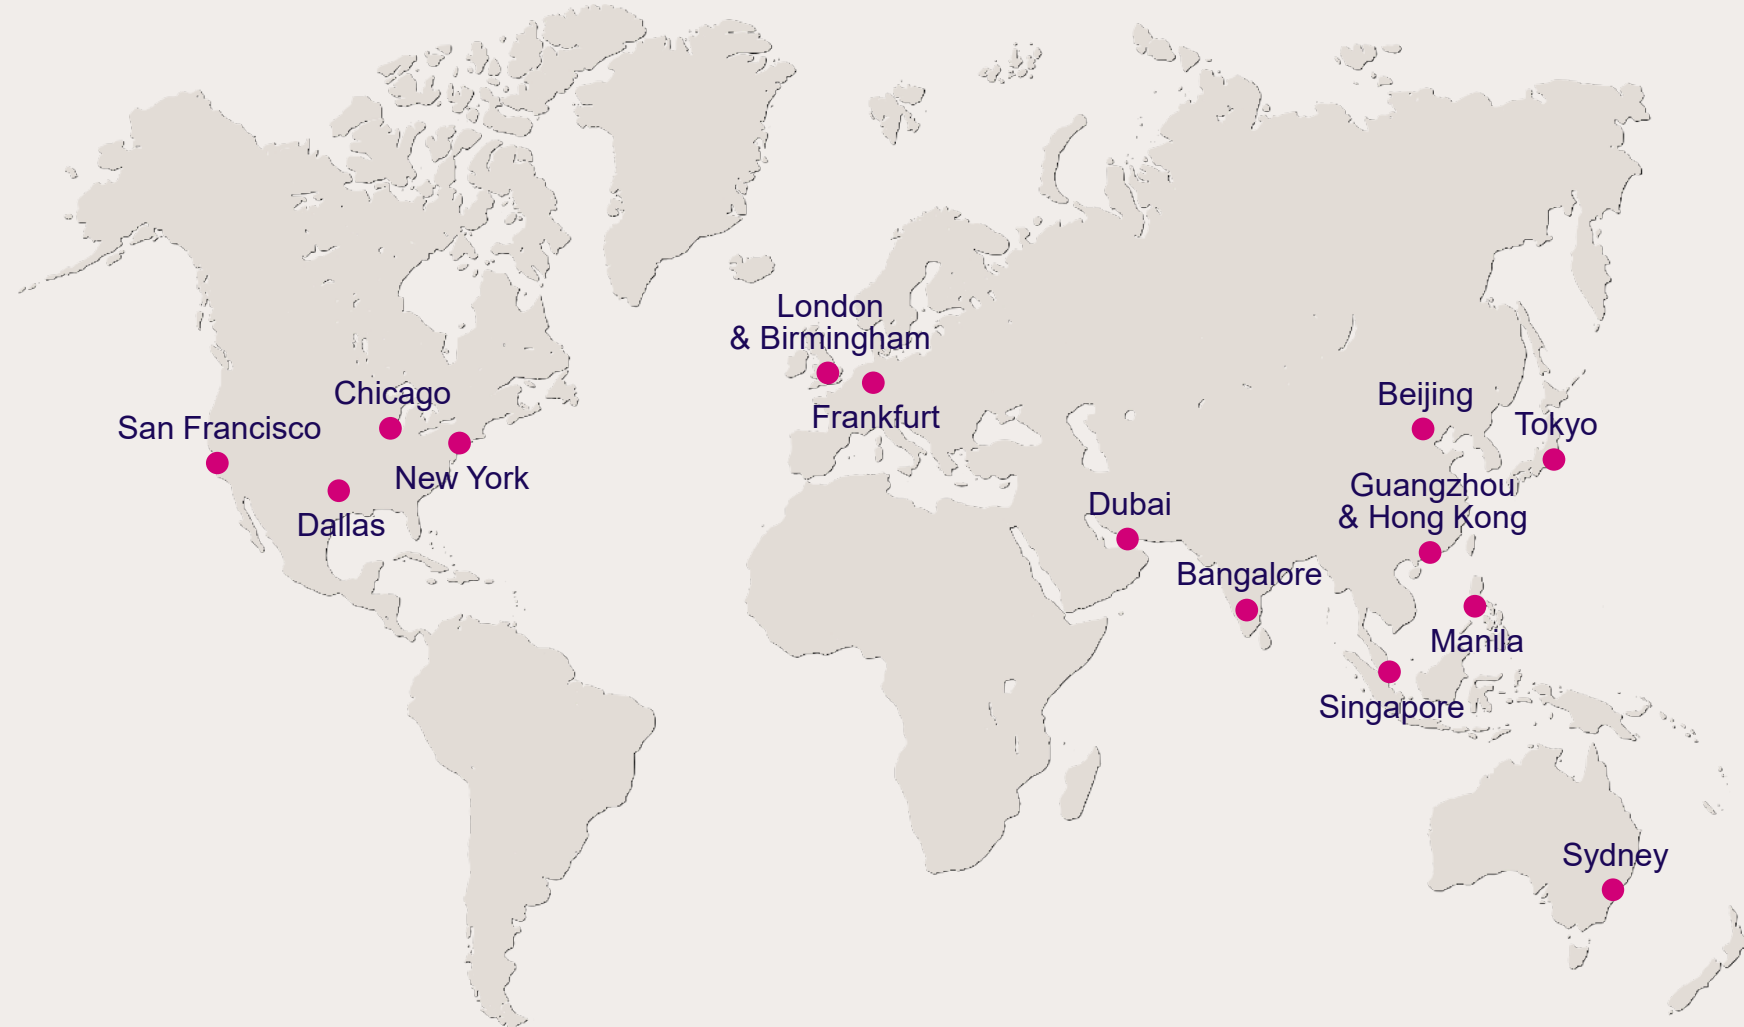 London
& Birmingham
Chicago
Beijing
San Francisco
Frankfurt
Tokyo
New York
Guangzhou
& Hong Kong
Dallas
Dubai
Bangalore
Manila
Singapore
Sydney